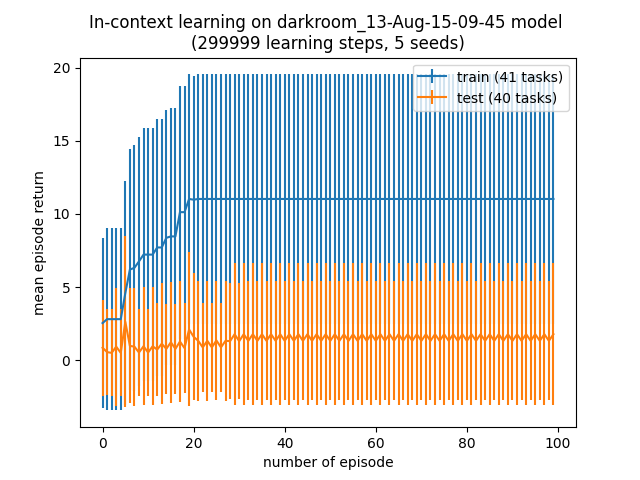 In-context learning on darkroom_13-Aug-15-09-45 model
(299999 learning steps, 5 seeds)
train (41 tasks)
test (40 tasks)
mean episode return
20
15
10
5
0
0
20
40
60
80
100
number of episode